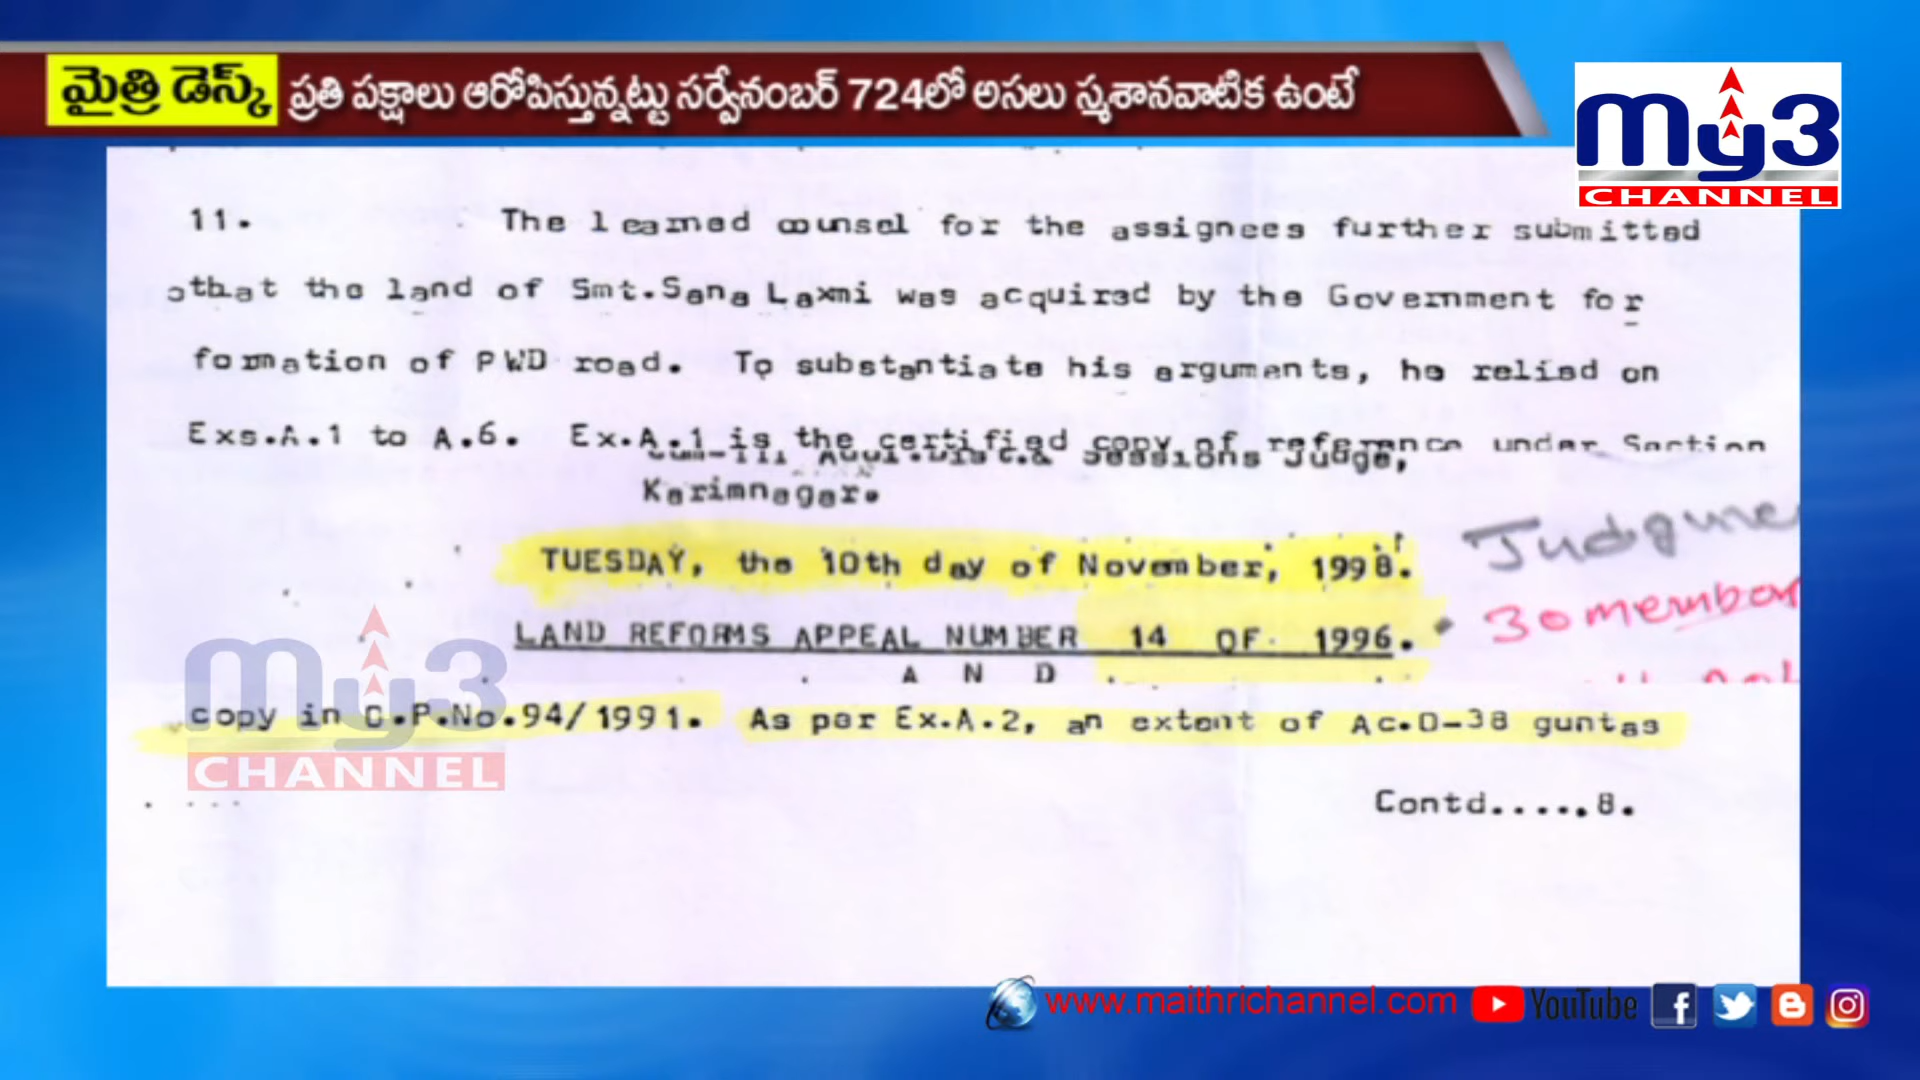 మైత్రి డెస్క్ ప్రతి పక్షాలు ఆరోపిస్తున్నట్టు సర్వేనంబర్ 724లో అసలు స్మశానవాటిక ఉంటే
my3
CHANNEL
11. The learned counsel for the assignees further submitted
that the land of Smt.Sana Laxmi was acquired by the Government for
formation of PWD road. To substantiate his arguments, he relied on
Exs.A.1 to A.6. Ex.A.1 is the certified copy of reference under Section
Sessions Judge,
Karimnagar.
TUESDAY, the 10th day of November, 1998.
Judgme
LAND REFORMS APPEAL NUMBER 14 OF 1996.
30 member
A N D
my3
CHANNEL
copy in C.P.No.94/1991. As per Ex.A.2, an extent of Ac.0-38 guntas
Contd.....8.
www.maithrichannel.com YouTube